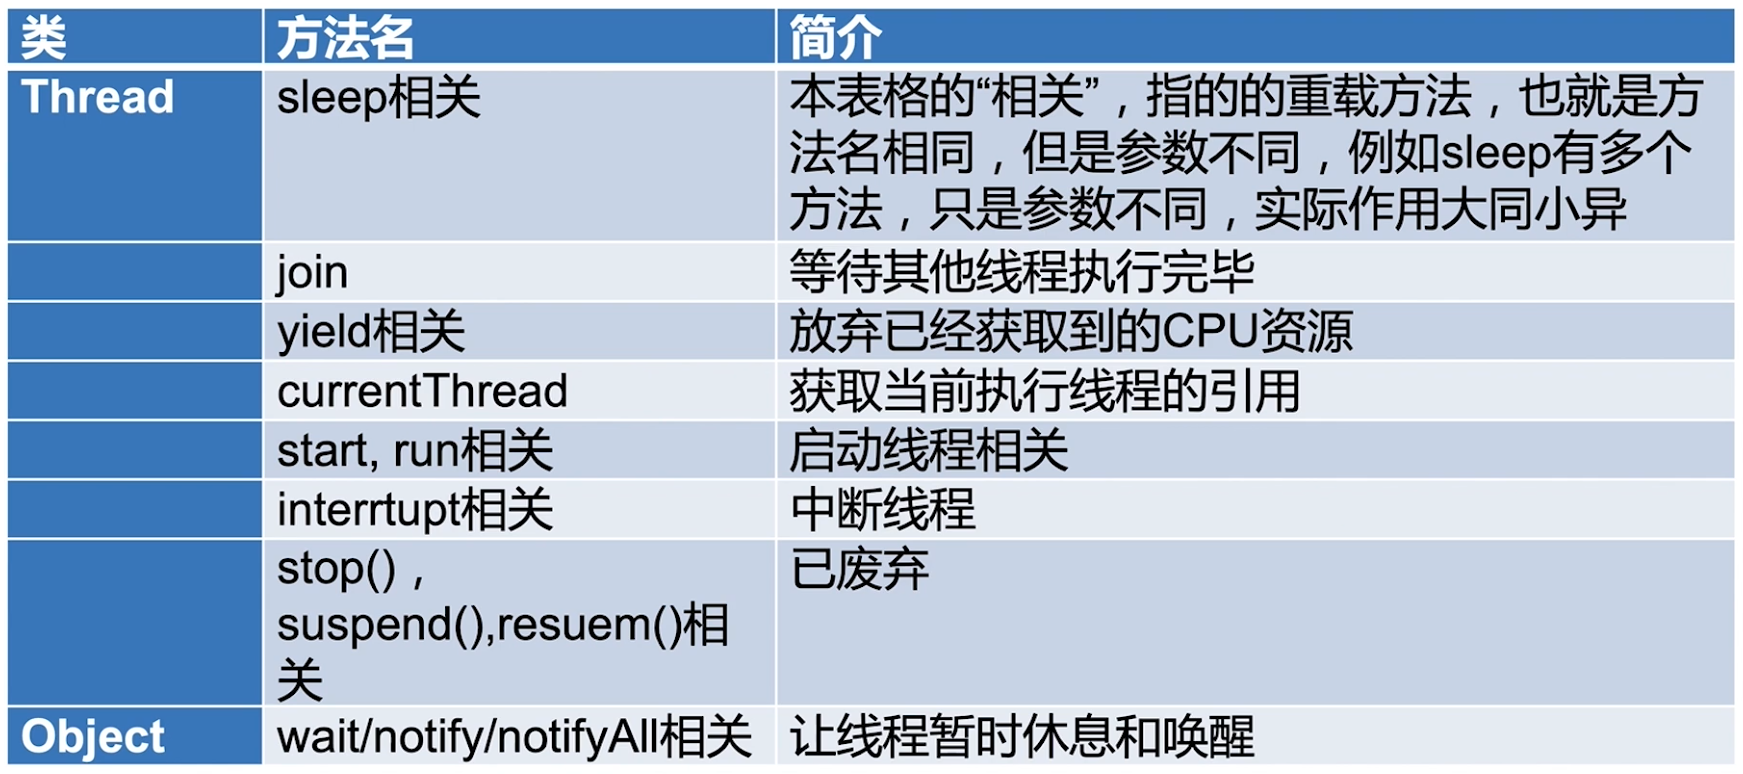 类 方法名 简介
Thread sleep相关 本表格的“相关”，指的的重载方法，也就是方
法名相同，但是参数不同，例如sleep有多个
方法，只是参数不同，实际作用大同小异
join 等待其他线程执行完毕
yield相关 放弃已经获取到的CPU资源
currentThread 获取当前执行线程的引用
start, run相关 启动线程相关
interrtupt相关 中断线程
stop()， 已废弃
suspend(),resuem()相
关
Object wait/notify/notifyAll相关 让线程暂时休息和唤醒